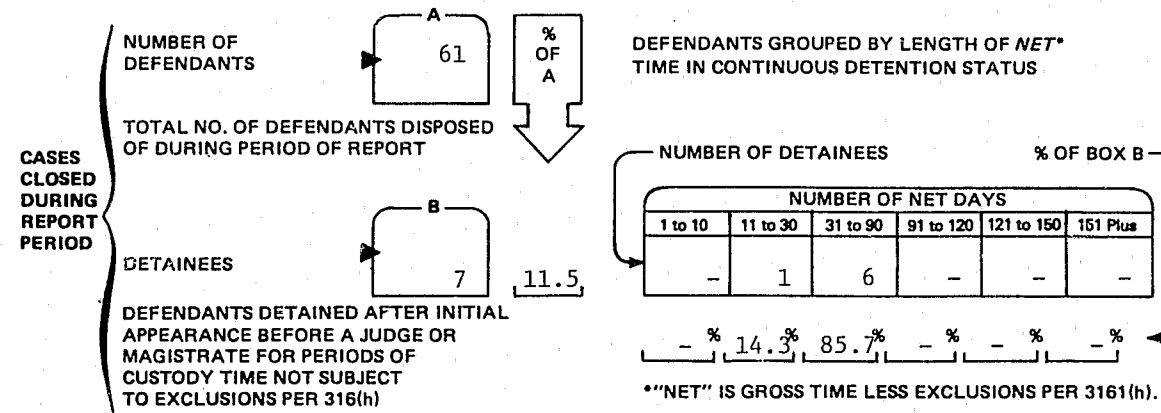 A
NUMBER OF
DEFENDANTS
61
%
OF
A
DEFENDANTS GROUPED BY LENGTH OF NET*
TIME IN CONTINUOUS DETENTION STATUS
TOTAL NO. OF DEFENDANTS DISPOSED
OF DURING PERIOD OF REPORT
CASES
CLOSED
DURING
REPORT
PERIOD
NUMBER OF DETAINEES % OF BOX B –
B
NUMBER OF NET DAYS
1 to 10 11 to 30 31 to 90 91 to 120 121 to 150 151 Plus
DETAINEES
7 11.5
– 1 6 – – –
DEFENDANTS DETAINED AFTER INITIAL
APPEARANCE BEFORE A JUDGE OR
MAGISTRATE FOR PERIODS OF
CUSTODY TIME NOT SUBJECT
TO EXCLUSIONS PER 316(h)
– % 14.3% 85.7% – % – % – %
*"NET" IS GROSS TIME LESS EXCLUSIONS PER 3161(h).